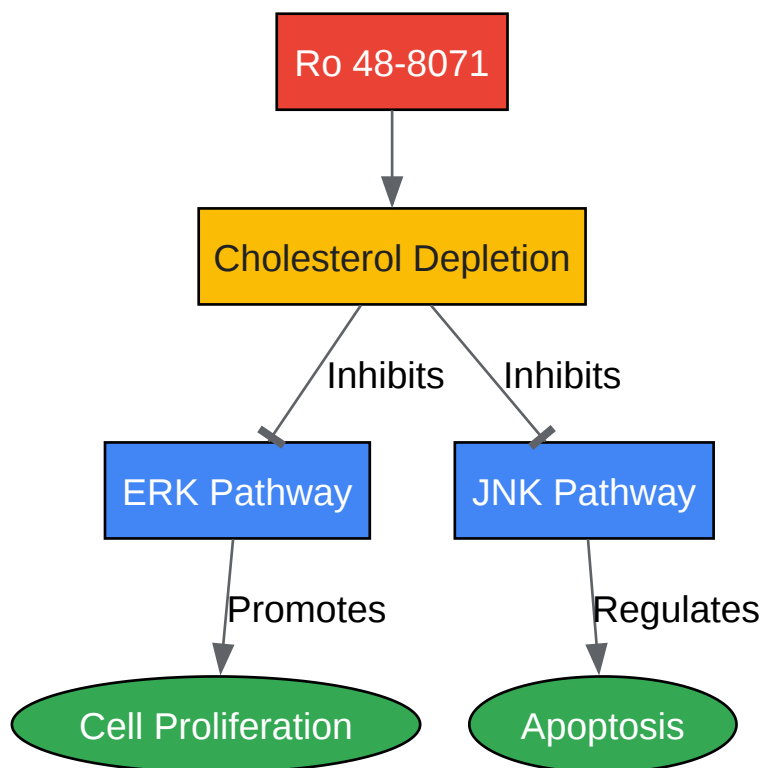 Ro 48-8071
Cholesterol Depletion
Inhibits
Inhibits
ERK Pathway
JNK Pathway
Promotes
Regulates
Cell Proliferation
Apoptosis